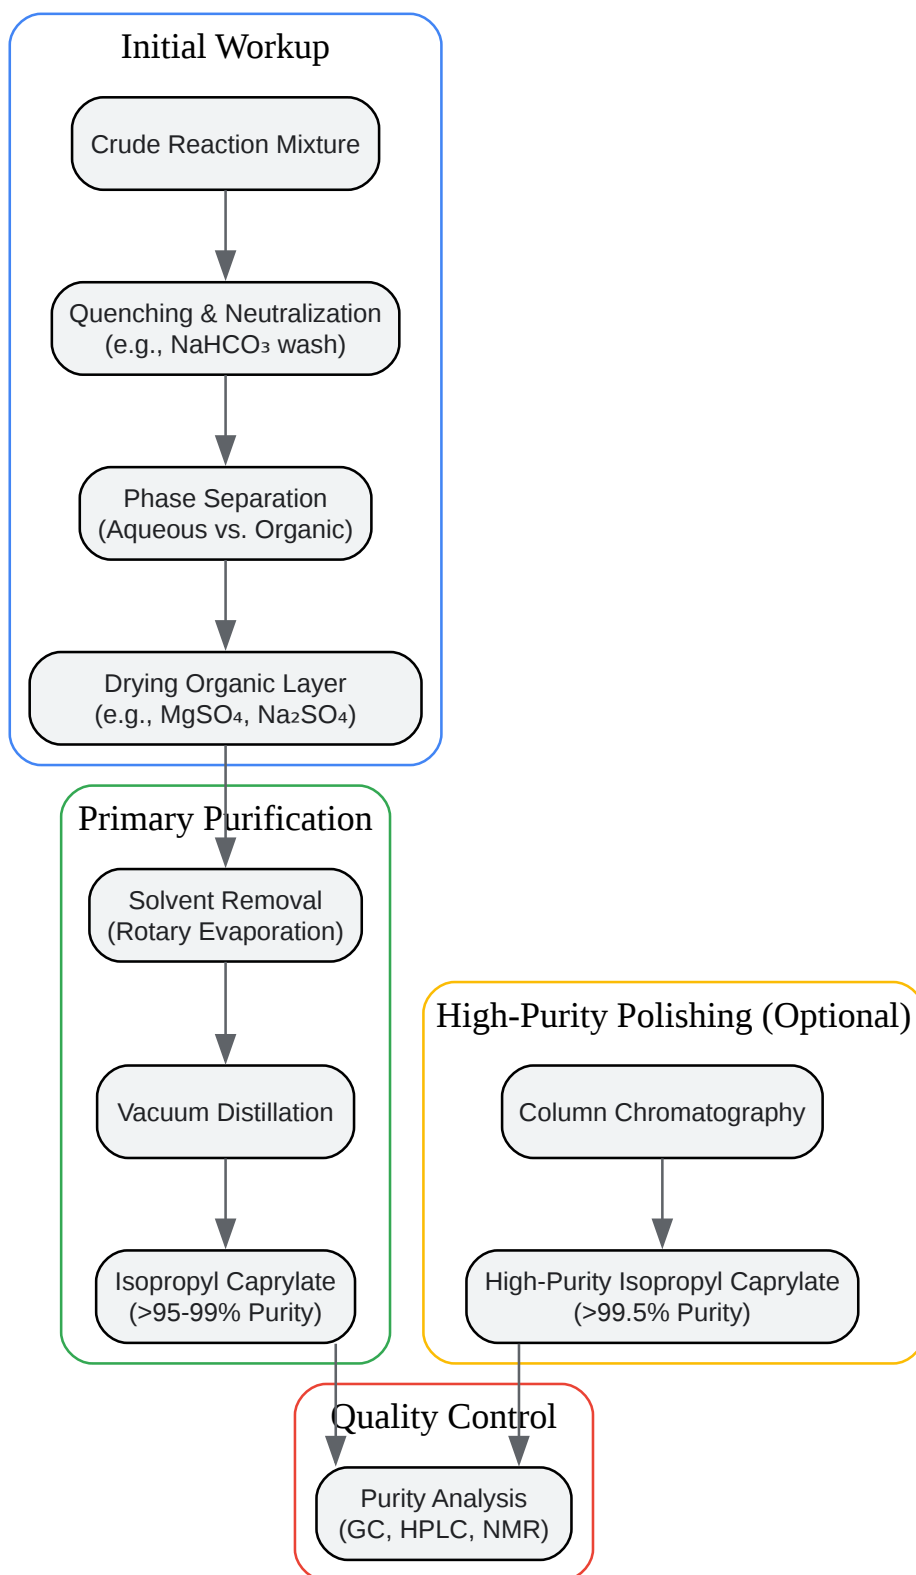 Initial Workup
Crude Reaction Mixture
Quenching & Neutralization
(e.g., NaHCO₃ wash)
Phase Separation
(Aqueous vs. Organic)
Drying Organic Layer
(e.g., MgSO₄, Na₂SO₄)
Primary Purification
Solvent Removal
(Rotary Evaporation)
Vacuum Distillation
Isopropyl Caprylate
(>95-99% Purity)
High-Purity Polishing (Optional)
Column Chromatography
High-Purity Isopropyl Caprylate
(>99.5% Purity)
Quality Control
Purity Analysis
(GC, HPLC, NMR)